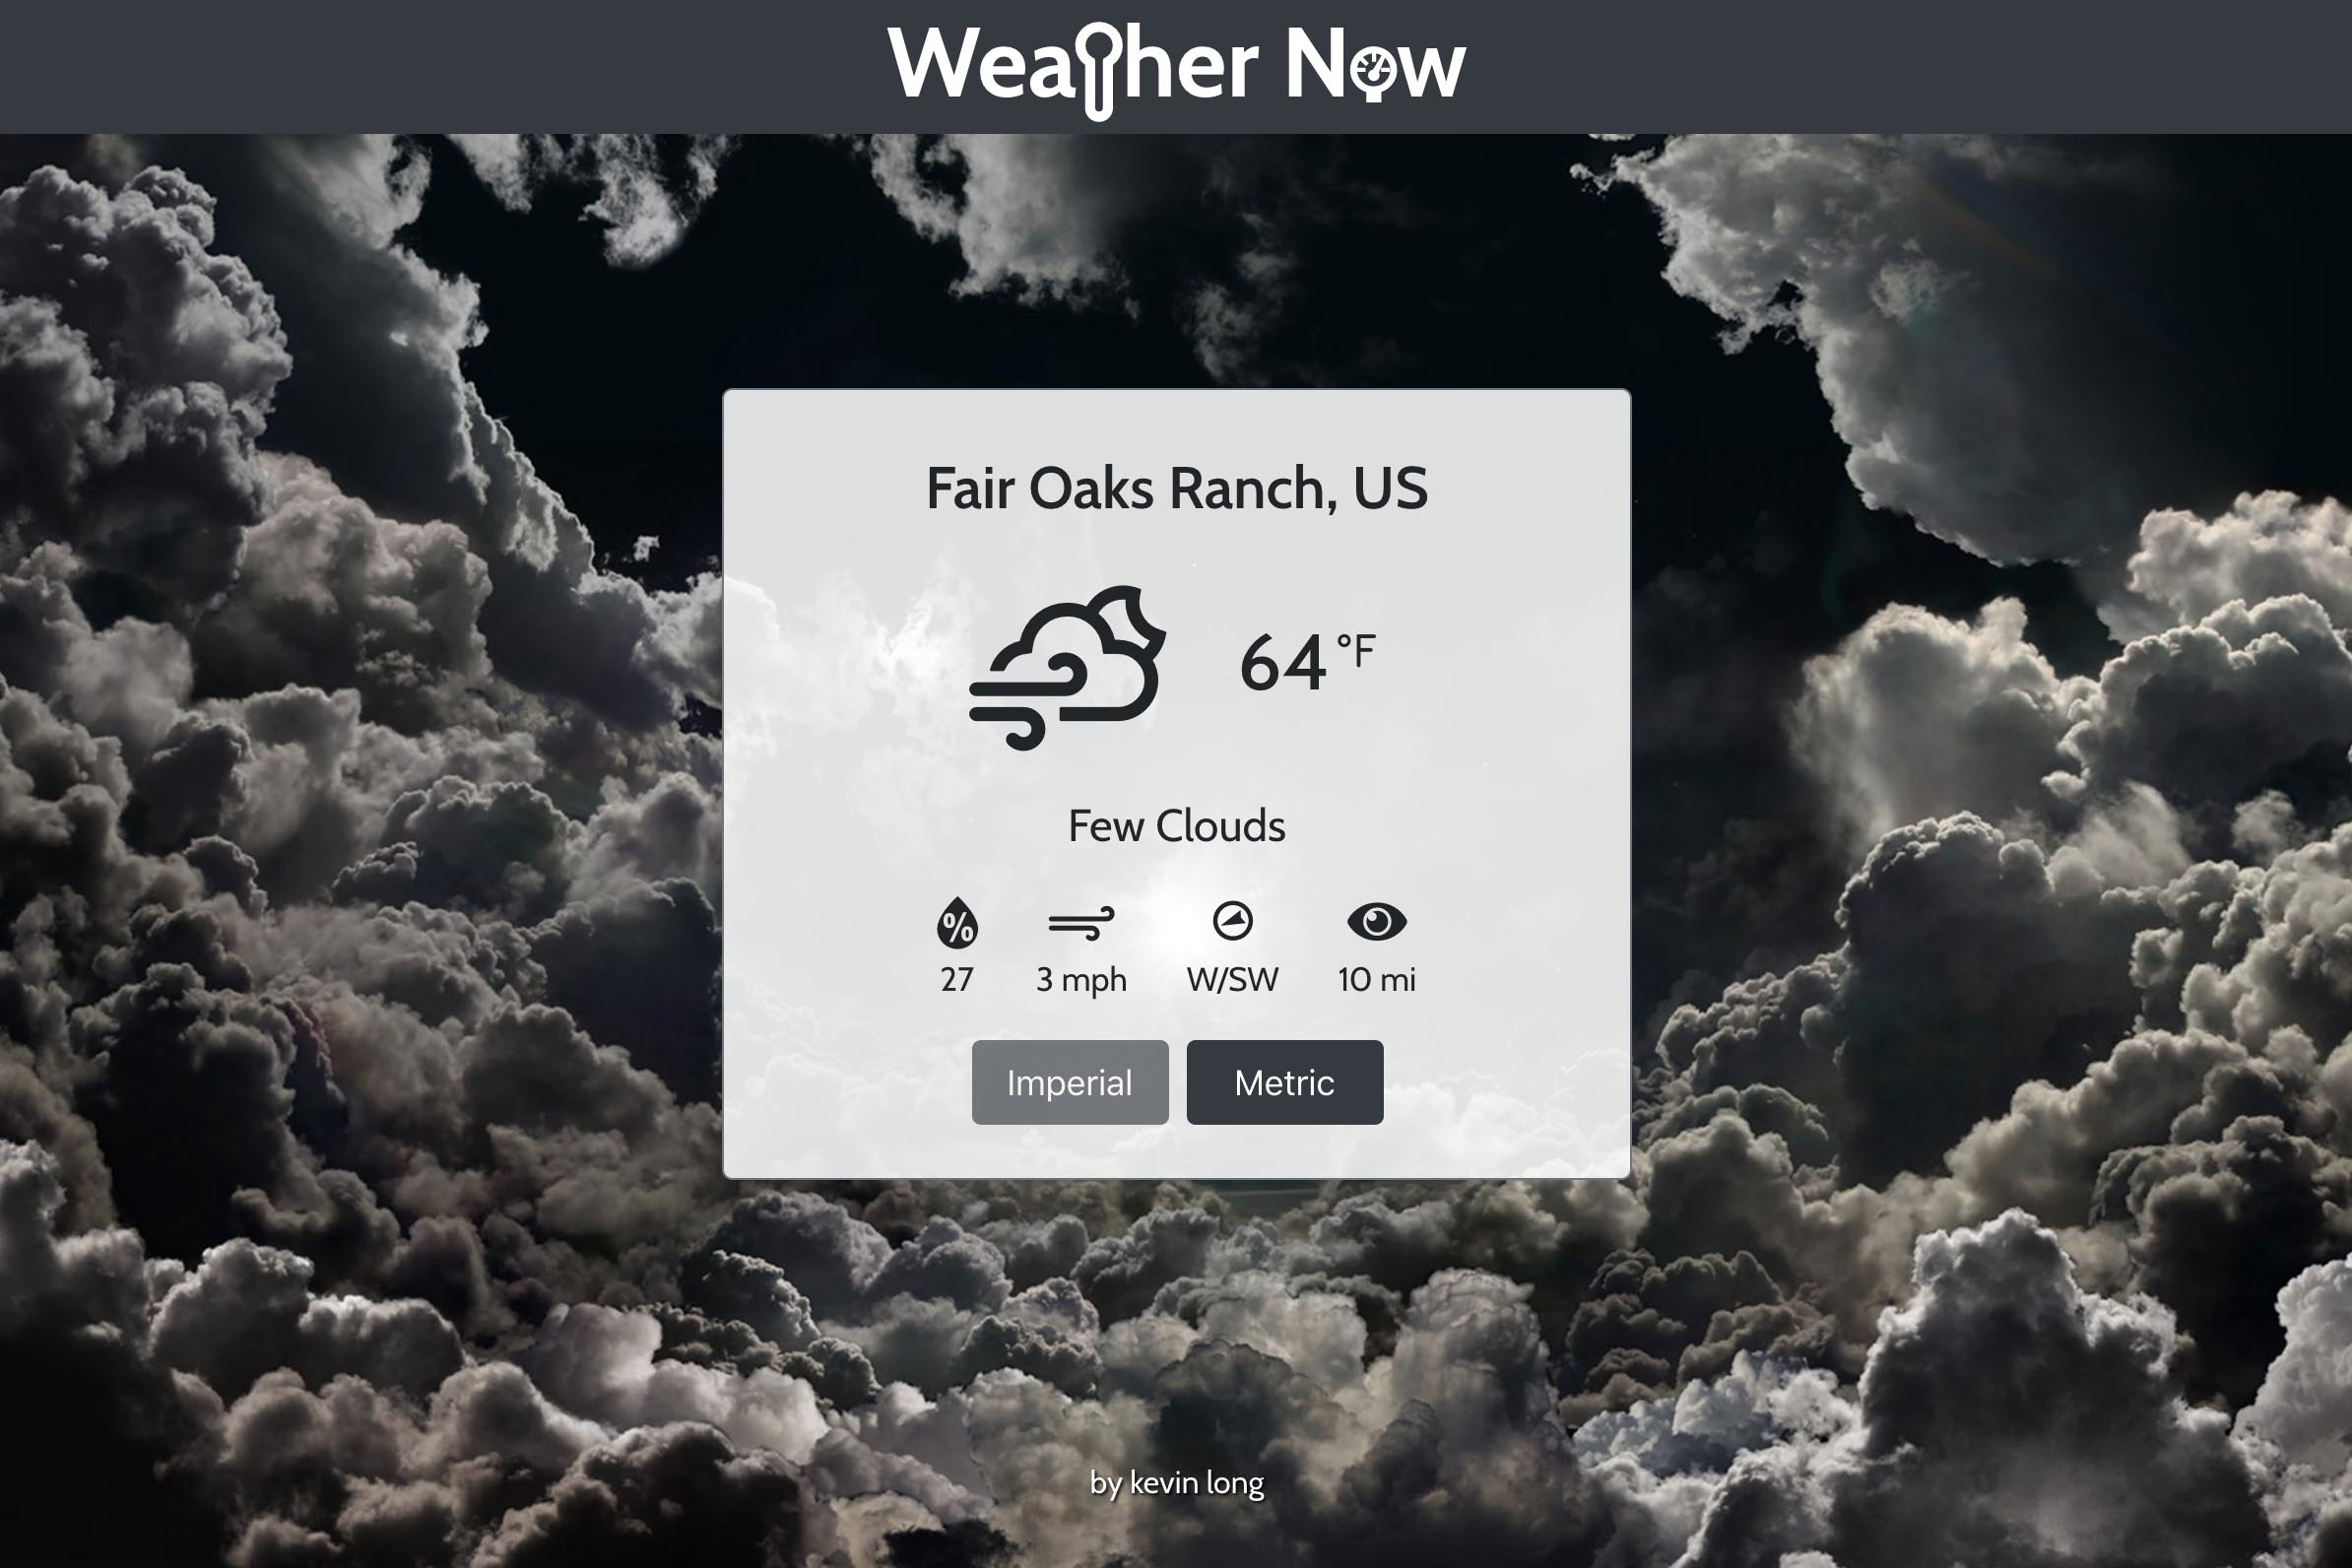 Weather Now
Fair Oaks Ranch, US
64 °F
Few Clouds
%
27 3 mph W/SW 10 mi
Imperial Metric
by kevin long